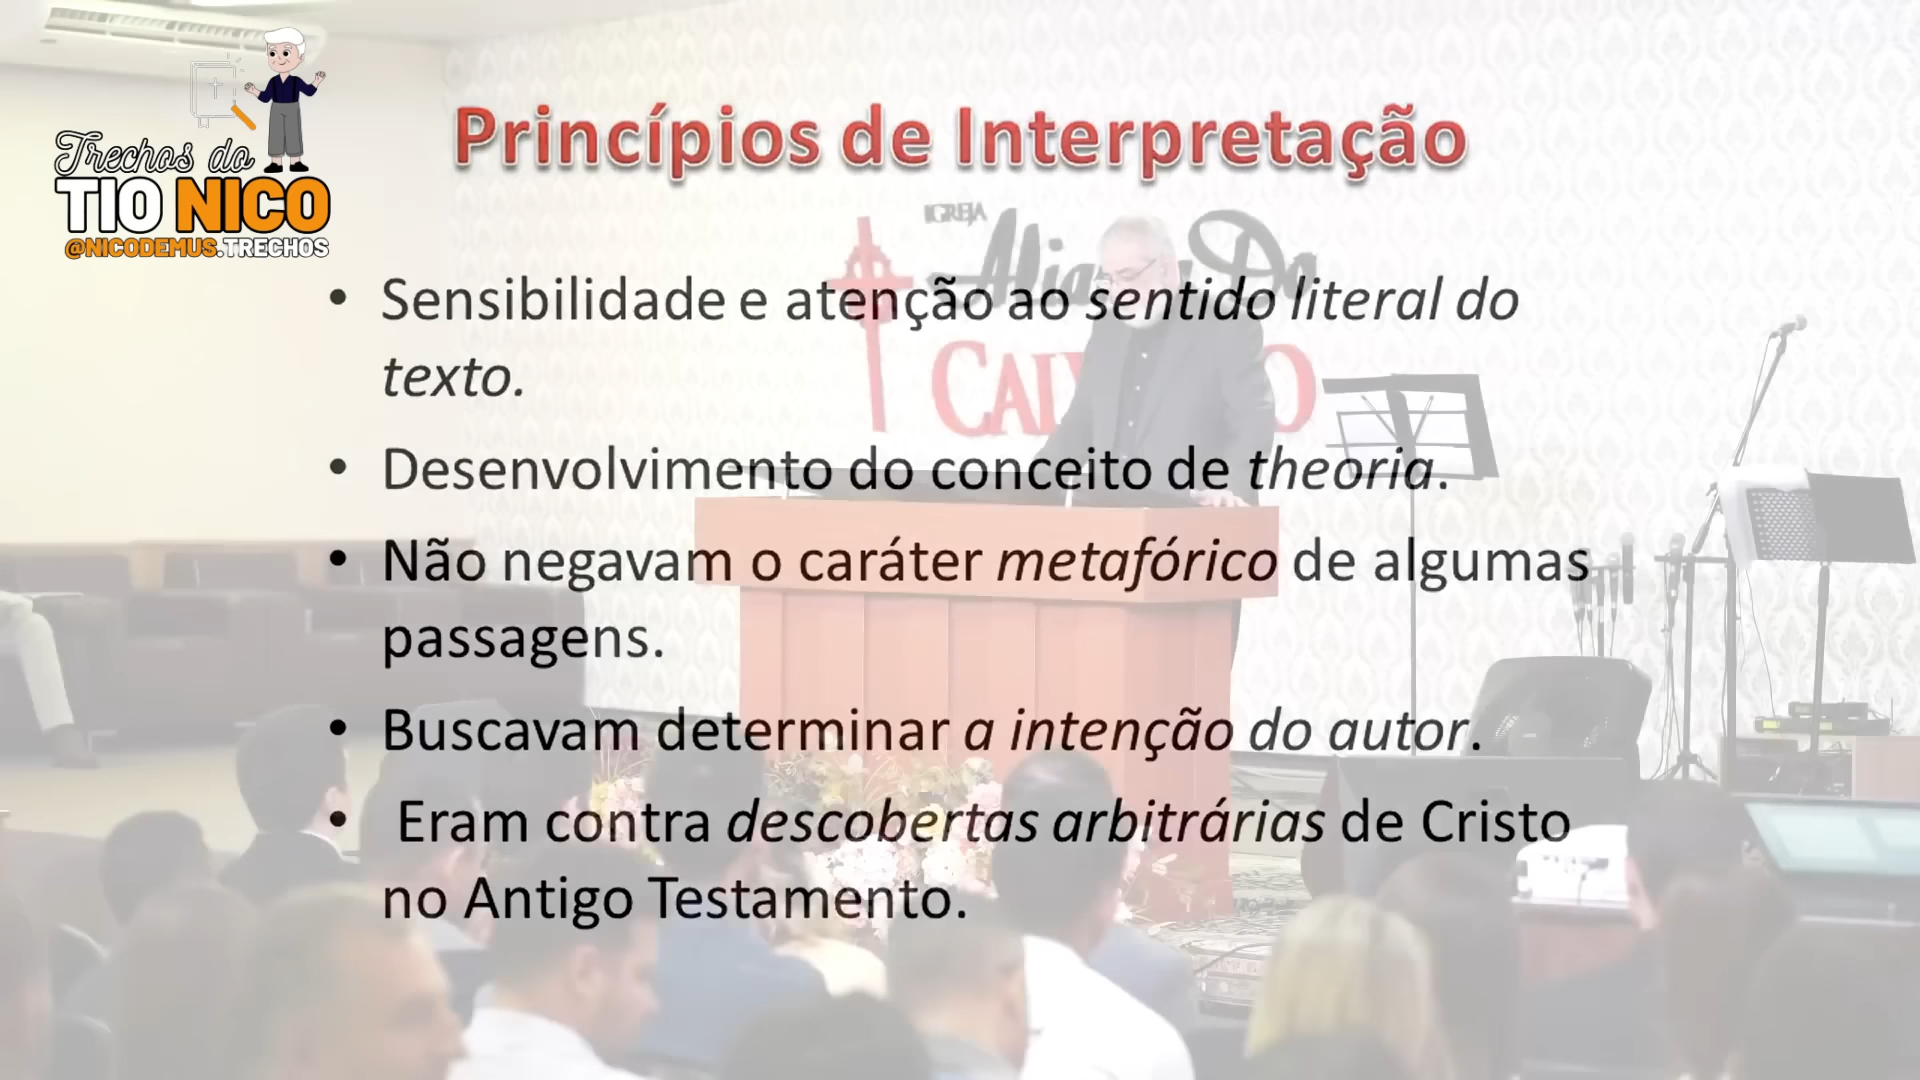 Trechos do
TIO NICO
@NICODEMUS.TRECHOS
Princípios de Interpretação
IGREJA
• Sensibilidade e atenção ao sentido literal do
texto.
• Desenvolvimento do conceito de theoria.
• Não negavam o caráter metafórico de algumas
passagens.
• Buscavam determinar a intenção do autor.
• Eram contra descobertas arbitrárias de Cristo
no Antigo Testamento.